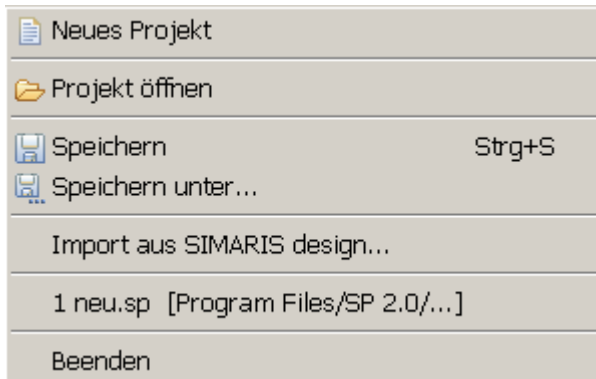 Neues Projekt
Projekt öffnen
Speichern Strg+S
Speichern unter...
Import aus SIMARIS design...
1 neu.sp [Program Files/SP 2.0/...]
Beenden